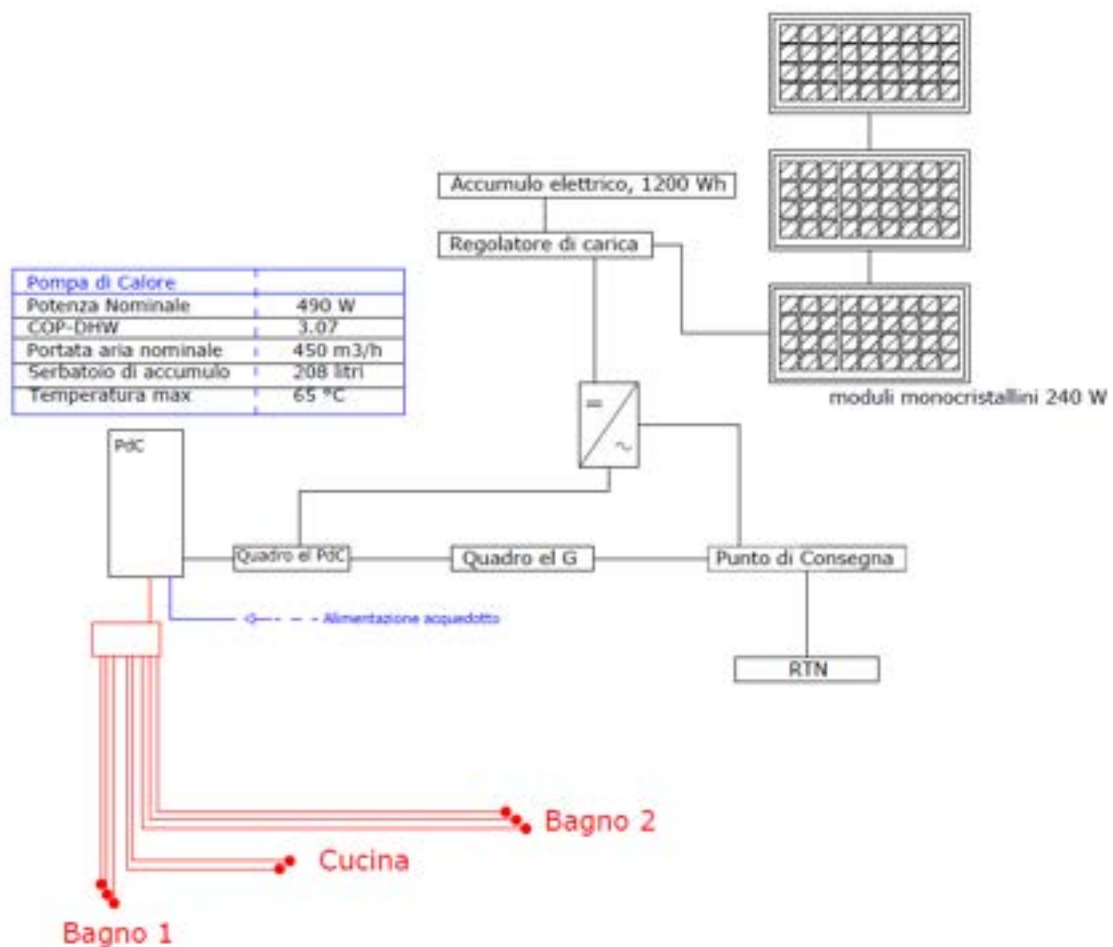 Accumulo elettrico, 1200 Wh
Regolatore di carica
Pompa di Calore
Potenza Nominale 490 W
COP-DHW 3.07
Portata aria nominale 450 m3/h
Serbatoio di accumulo 208 litri
Temperatura max 65 °C
moduli monocristallini 240 W
PdC
Quadro el PdC
Quadro el G
Punto di Consegna
Alimentazione acquedotto
RTN
Bagno 2
Cucina
Bagno 1